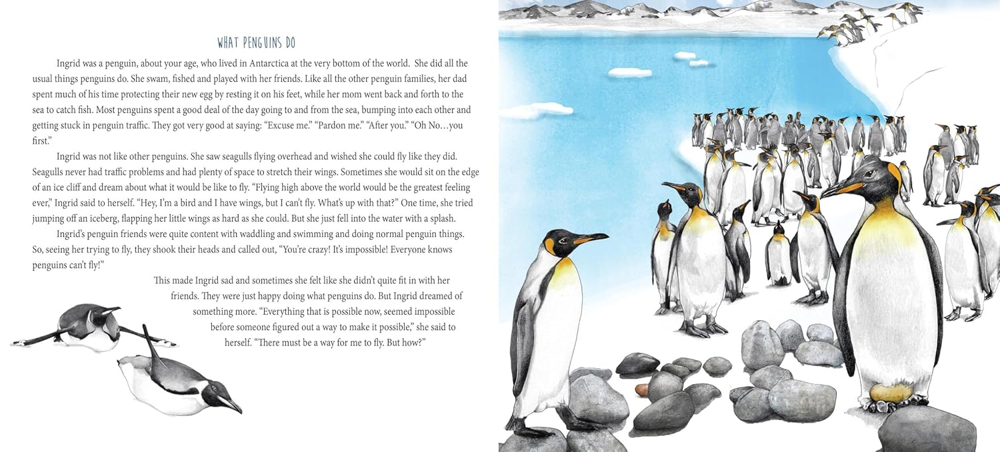 WHAT PENGUINS DO
Ingrid was a penguin, about your age, who lived in Antarctica at the very bottom of the world.  She did all the
usual things penguins do. She swam, fished and played with her friends. Like all the other penguin families, her dad
spent much of his time protecting their new egg by resting it on his feet, while her mom went back and forth to the
sea to catch fish. Most penguins spent a good deal of the day going to and from the sea, bumping into each other and
getting stuck in penguin traffic. They got very good at saying: “Excuse me.” “Pardon me.” “After you.” “Oh No…you
first.”
Ingrid was not like other penguins. She saw seagulls flying overhead and wished she could fly like they did.
Seagulls never had traffic problems and had plenty of space to stretch their wings. Sometimes she would sit on the edge
of an ice cliff and dream about what it would be like to fly. “Flying high above the world would be the greatest feeling
ever,” Ingrid said to herself. “Hey, I’m a bird and I have wings, but I can’t fly. What’s up with that?” One time, she tried
jumping off an iceberg, flapping her little wings as hard as she could. But she just fell into the water with a splash.
Ingrid’s penguin friends were quite content with waddling and swimming and doing normal penguin things.
So, seeing her trying to fly, they shook their heads and called out, “You’re crazy! It’s impossible! Everyone knows
penguins can’t fly!”
This made Ingrid sad and sometimes she felt like she didn’t quite fit in with her
friends. They were just happy doing what penguins do. But Ingrid dreamed of
something more. “Everything that is possible now, seemed impossible
before someone figured out a way to make it possible,” she said to
herself. “There must be a way for me to fly. But how?”